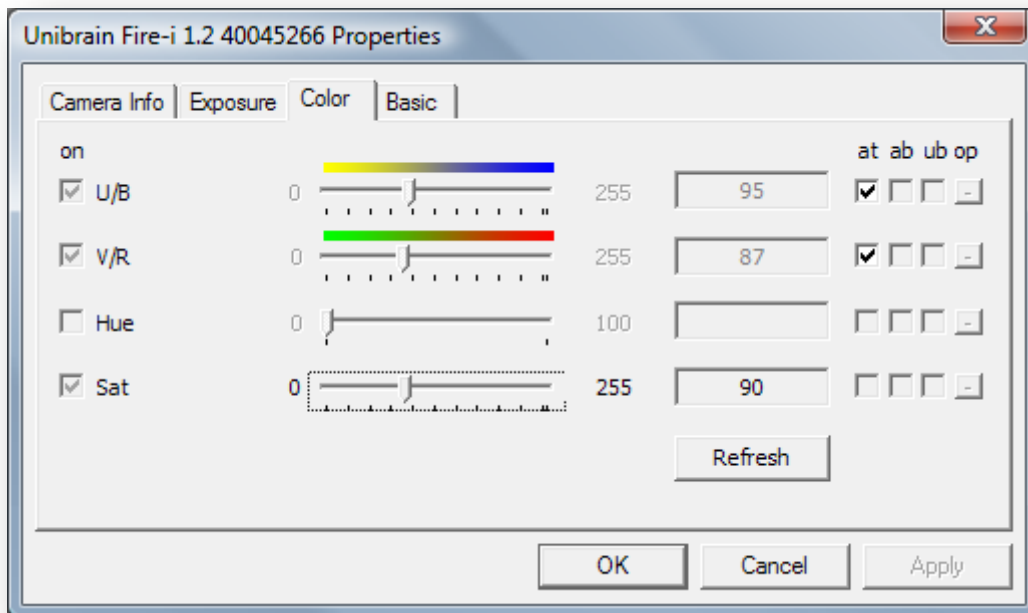 Unibrain Fire-i 1.2 40045266 Properties
Camera Info Exposure Color Basic
on at ab ub op
U/B 0 255 95 -
V/R 0 255 87 -
Hue 0 100 -
Sat 0 255 90 -
Refresh
OK Cancel Apply